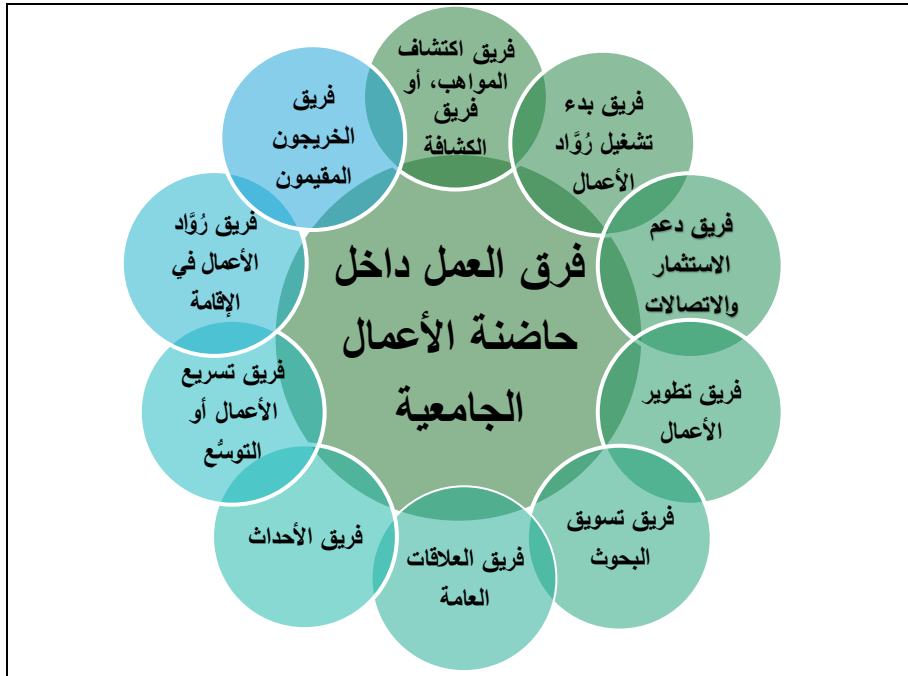 فرق العمل داخل
حاضنة الأعمال
الجامعية
فريق اكتشاف
المواهب، أو
فريق
الكشافة
فريق بدء
تشغيل رُوَّاد
الأعمال
فريق دعم
الاستثمار
والاتصالات
فريق تطوير
الأعمال
فريق تسويق
البحوث
فريق العلاقات
العامة
فريق الأحداث
فريق تسريع
الأعمال أو
التوسُّع
فريق رُوَّاد
الأعمال في
الإقامة
فريق
الخريجون
المقيمون